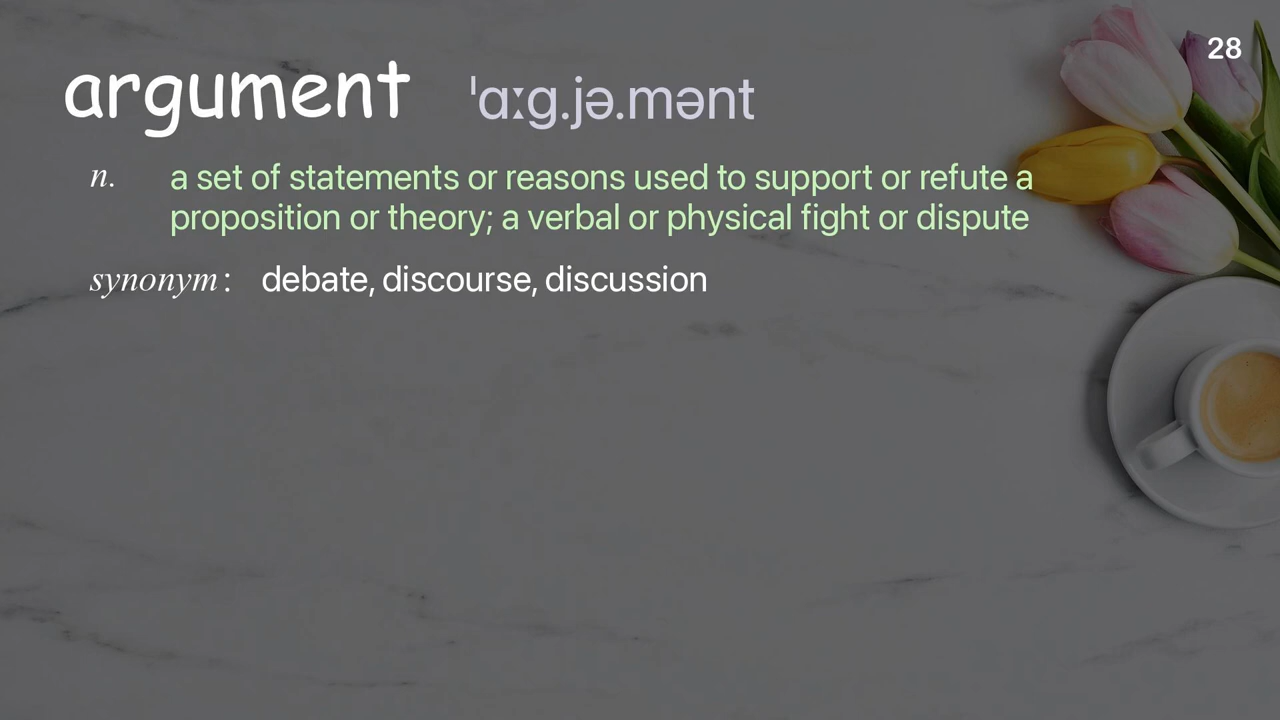 28
argument ˈɑːɡ.jə.mənt
n. a set of statements or reasons used to support or refute a
proposition or theory; a verbal or physical fight or dispute
synonym: debate, discourse, discussion